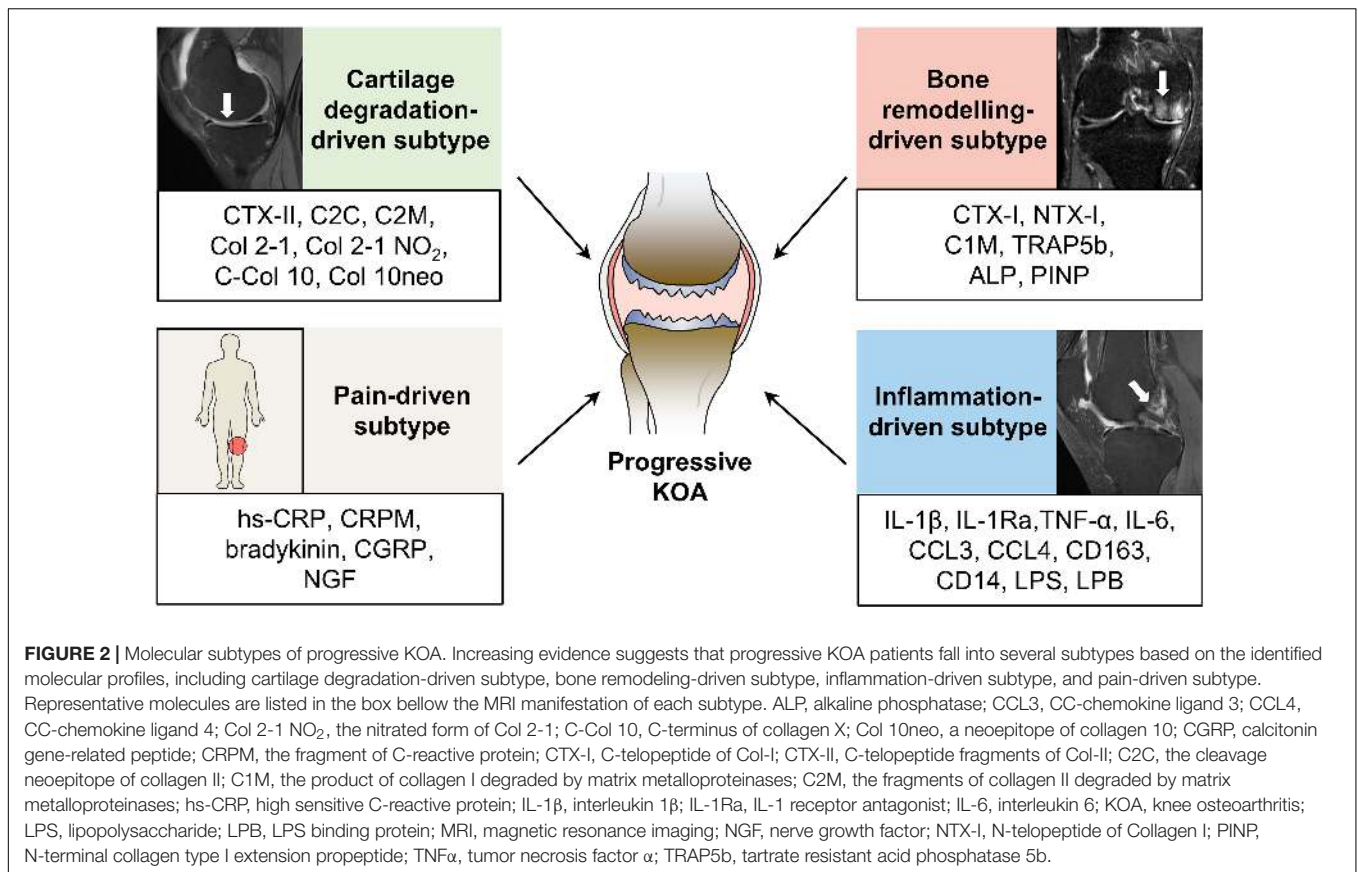 Cartilage
degradation-
driven subtype
CTX-II, C2C, C2M,
Col 2-1, Col 2-1 NO₂,
C-Col 10, Col 10neo
Bone
remodelling-
driven subtype
CTX-I, NTX-I,
C1M, TRAP5b,
ALP, PINP
Pain-driven
subtype
hs-CRP, CRPM,
bradykinin, CGRP,
NGF
Progressive
KOA
Inflammation-
driven subtype
IL-1β, IL-1Ra,TNF-α, IL-6,
CCL3, CCL4, CD163,
CD14, LPS, LPB
FIGURE 2 | Molecular subtypes of progressive KOA. Increasing evidence suggests that progressive KOA patients fall into several subtypes based on the identified
molecular profiles, including cartilage degradation-driven subtype, bone remodeling-driven subtype, inflammation-driven subtype, and pain-driven subtype.
Representative molecules are listed in the box bellow the MRI manifestation of each subtype. ALP, alkaline phosphatase; CCL3, CC-chemokine ligand 3; CCL4,
CC-chemokine ligand 4; Col 2-1 NO₂, the nitrated form of Col 2-1; C-Col 10, C-terminus of collagen X; Col 10neo, a neoepitope of collagen 10; CGRP, calcitonin
gene-related peptide; CRPM, the fragment of C-reactive protein; CTX-I, C-telopeptide of Col-I; CTX-II, C-telopeptide fragments of Col-II; C2C, the cleavage
neoepitope of collagen II; C1M, the product of collagen I degraded by matrix metalloproteinases; C2M, the fragments of collagen II degraded by matrix
metalloproteinases; hs-CRP, high sensitive C-reactive protein; IL-1β, interleukin 1β; IL-1Ra, IL-1 receptor antagonist; IL-6, interleukin 6; KOA, knee osteoarthritis;
LPS, lipopolysaccharide; LPB, LPS binding protein; MRI, magnetic resonance imaging; NGF, nerve growth factor; NTX-I, N-telopeptide of Collagen I; PINP,
N-terminal collagen type I extension propeptide; TNFα, tumor necrosis factor α; TRAP5b, tartrate resistant acid phosphatase 5b.